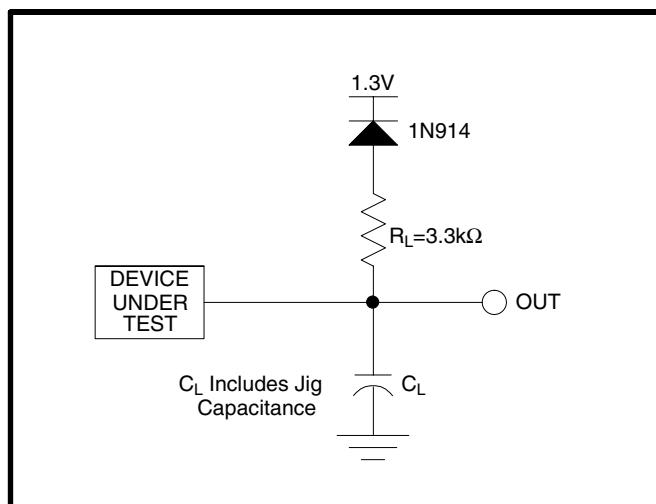 1.3V
1N914
R_L=3.3kΩ
DEVICE
UNDER
TEST
OUT
C_L Includes Jig
Capacitance
C_L